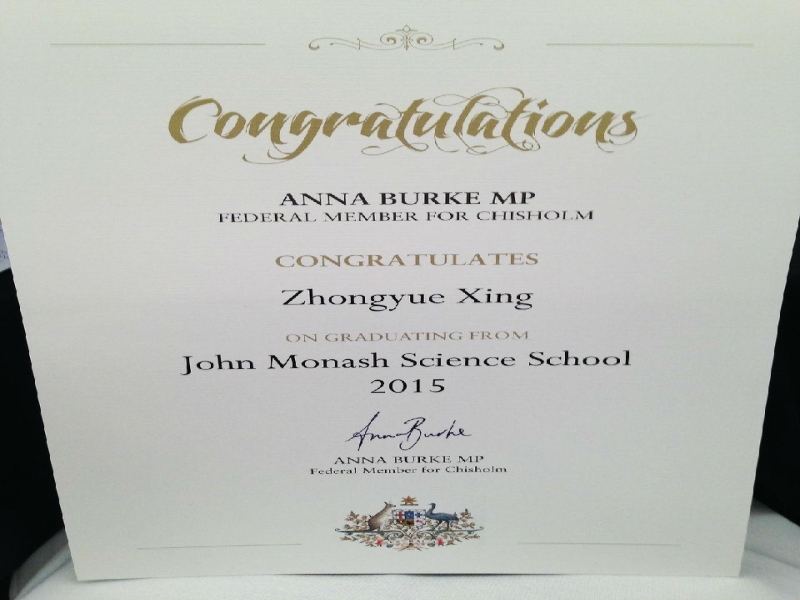 Congratulations
ANNA BURKE MP
FEDERAL MEMBER FOR CHISHOLM
CONGRATULATES
Zhongyue Xing
ON GRADUATING FROM
John Monash Science School
2015
Anna Burke
ANNA BURKE MP
Federal Member for Chisholm